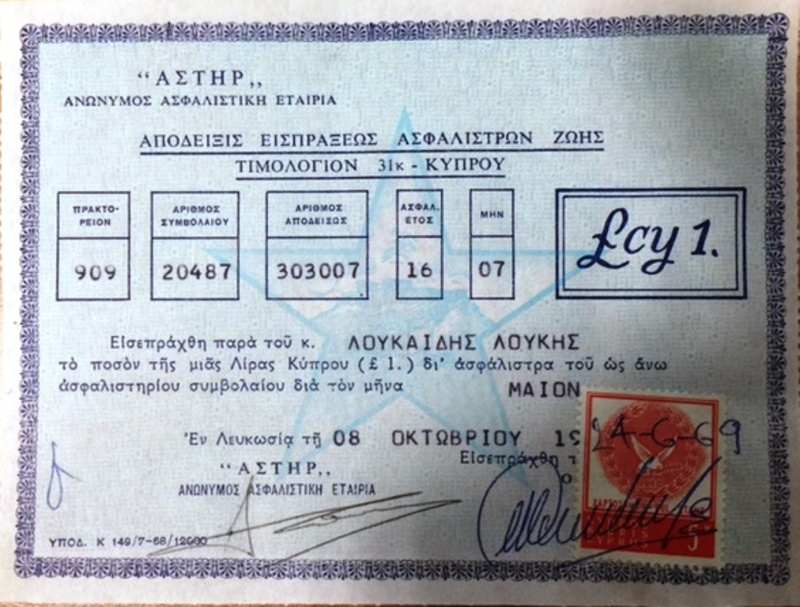 “ΑΣΤΗΡ„
ΑΝΩΝΥΜΟΣ ΑΣΦΑΛΙΣΤΙΚΗ ΕΤΑΙΡΙΑ
ΑΠΟΔΕΙΞΙΣ ΕΙΣΠΡΑΞΕΩΣ ΑΣΦΑΛΙΣΤΡΩΝ ΖΩΗΣ
ΤΙΜΟΛΟΓΙΟΝ 31κ - ΚΥΠΡΟΥ
ΠΡΑΚΤΟ-
ΡΕΙΟΝ
909
ΑΡΙΘΜΟΣ
ΣΥΜΒΟΛΑΙΟΥ
20487
ΑΡΙΘΜΟΣ
ΑΠΟΔΕΙΞΕΩΣ
303007
ΑΣΦΑΛ.
ΕΤΟΣ
16
ΜΗΝ
07
£cy 1.
Εἰσεπράχθη παρὰ τοῦ κ. ΛΟΥΚΑΙΔΗΣ ΛΟΥΚΗΣ
τὸ ποσὸν τῆς μιᾶς Λίρας Κύπρου (£ 1.) δι' ἀσφάλιστρα τοῦ ὡς ἄνω
ἀσφαλιστηρίου συμβολαίου διὰ τὸν μῆνα ΜΑΙΟΝ
Ἐν Λευκωσίᾳ τῇ 08 ΟΚΤΩΒΡΙΟΥ 19
24-6-69
Εἰσεπράχθη τ
“ΑΣΤΗΡ„
ΑΝΩΝΥΜΟΣ ΑΣΦΑΛΙΣΤΙΚΗ ΕΤΑΙΡΙΑ
5
ΥΠΟΔ. Κ 149/7-68/12000